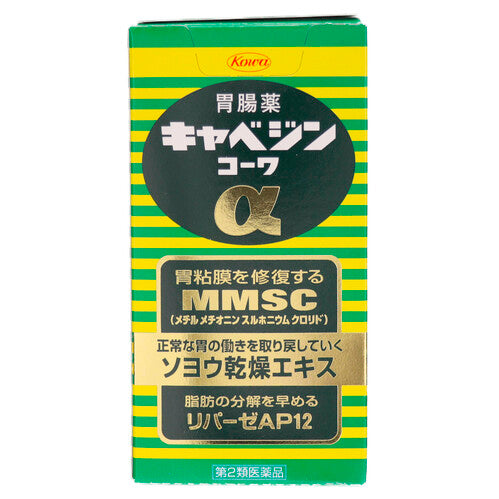 Kowa
胃腸薬
キャベジン
コーワ
α
胃粘膜を修復する
MMSC
(メチル メチオニン スルホニウム クロリド)
正常な胃の働きを取り戻していく
ソヨウ乾燥エキス
脂肪の分解を早める
リパーゼAP12
第2類医薬品